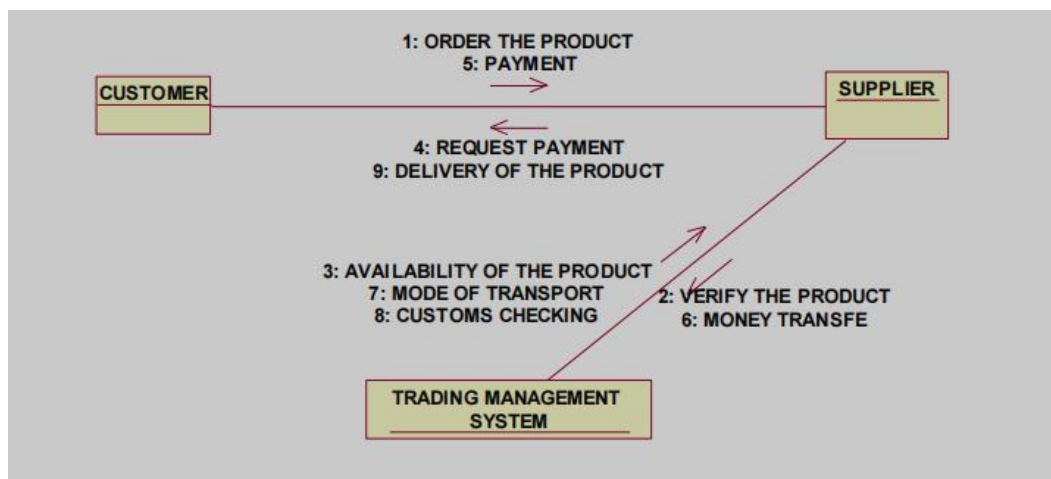 1: ORDER THE PRODUCT
5: PAYMENT
CUSTOMER
SUPPLIER
4: REQUEST PAYMENT
9: DELIVERY OF THE PRODUCT
3: AVAILABILITY OF THE PRODUCT
7: MODE OF TRANSPORT
8: CUSTOMS CHECKING
2: VERIFY THE PRODUCT
6: MONEY TRANSFE
TRADING MANAGEMENT
SYSTEM